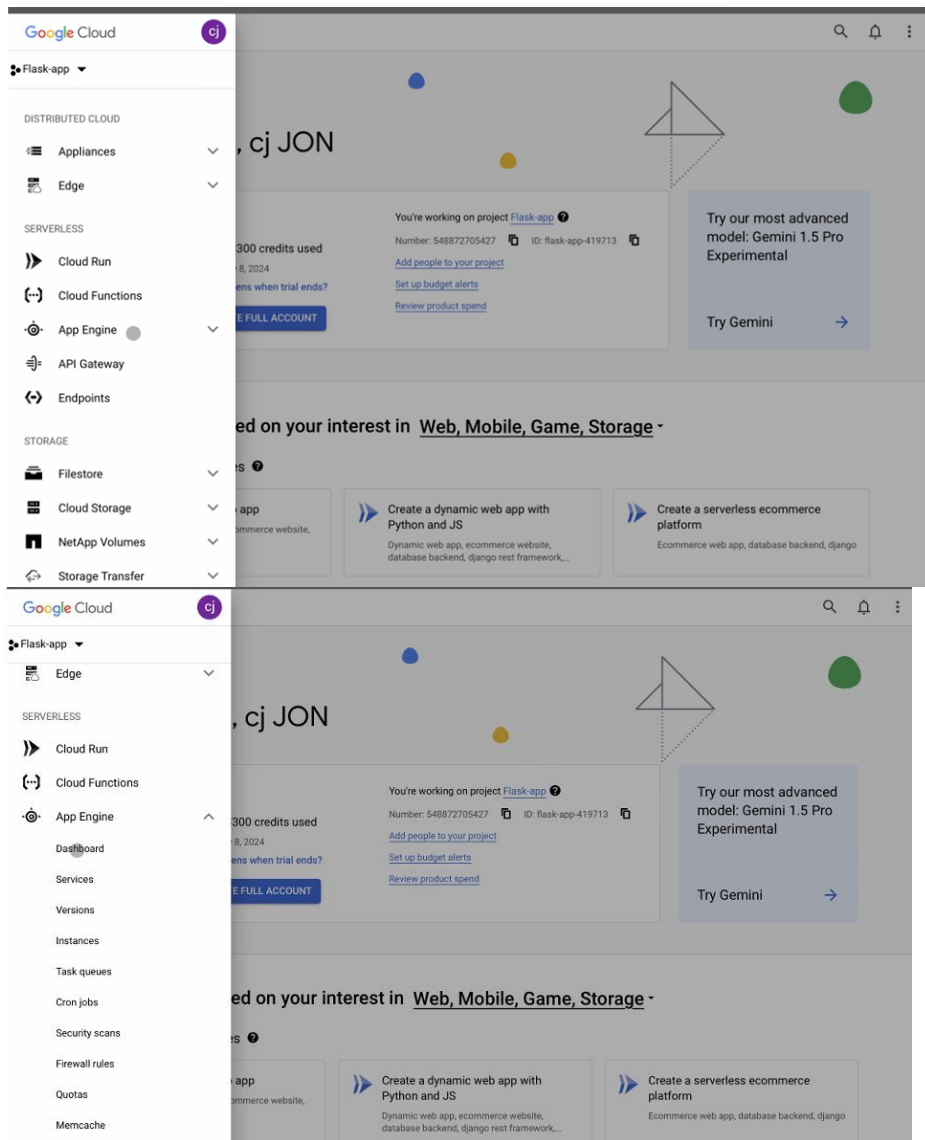 Google Cloud
cj
Flask-app
DISTRIBUTED CLOUD
Appliances
Edge
SERVERLESS
Cloud Run
Cloud Functions
App Engine
API Gateway
Endpoints
STORAGE
Filestore
Cloud Storage
NetApp Volumes
Storage Transfer
, cj JON
300 credits used
8, 2024
ens when trial ends?
E FULL ACCOUNT
You're working on project Flask-app
Number: 548872705427 ID: flask-app-419713
Add people to your project
Set up budget alerts
Review product spend
Try our most advanced
model: Gemini 1.5 Pro
Experimental
Try Gemini
ed on your interest in Web, Mobile, Game, Storage
es
app
ommerce website,
Create a dynamic web app with
Python and JS
Dynamic web app, ecommerce website,
database backend, django rest framework,...
Create a serverless ecommerce
platform
Ecommerce web app, database backend, django
Google Cloud
cj
Flask-app
Edge
SERVERLESS
Cloud Run
Cloud Functions
App Engine
Dashboard
Services
Versions
Instances
Task queues
Cron jobs
Security scans
Firewall rules
Quotas
Memcache
, cj JON
300 credits used
8, 2024
ens when trial ends?
E FULL ACCOUNT
You're working on project Flask-app
Number: 548872705427 ID: flask-app-419713
Add people to your project
Set up budget alerts
Review product spend
Try our most advanced
model: Gemini 1.5 Pro
Experimental
Try Gemini
ed on your interest in Web, Mobile, Game, Storage
es
app
ommerce website,
Create a dynamic web app with
Python and JS
Dynamic web app, ecommerce website,
database backend, django rest framework,...
Create a serverless ecommerce
platform
Ecommerce web app, database backend, django